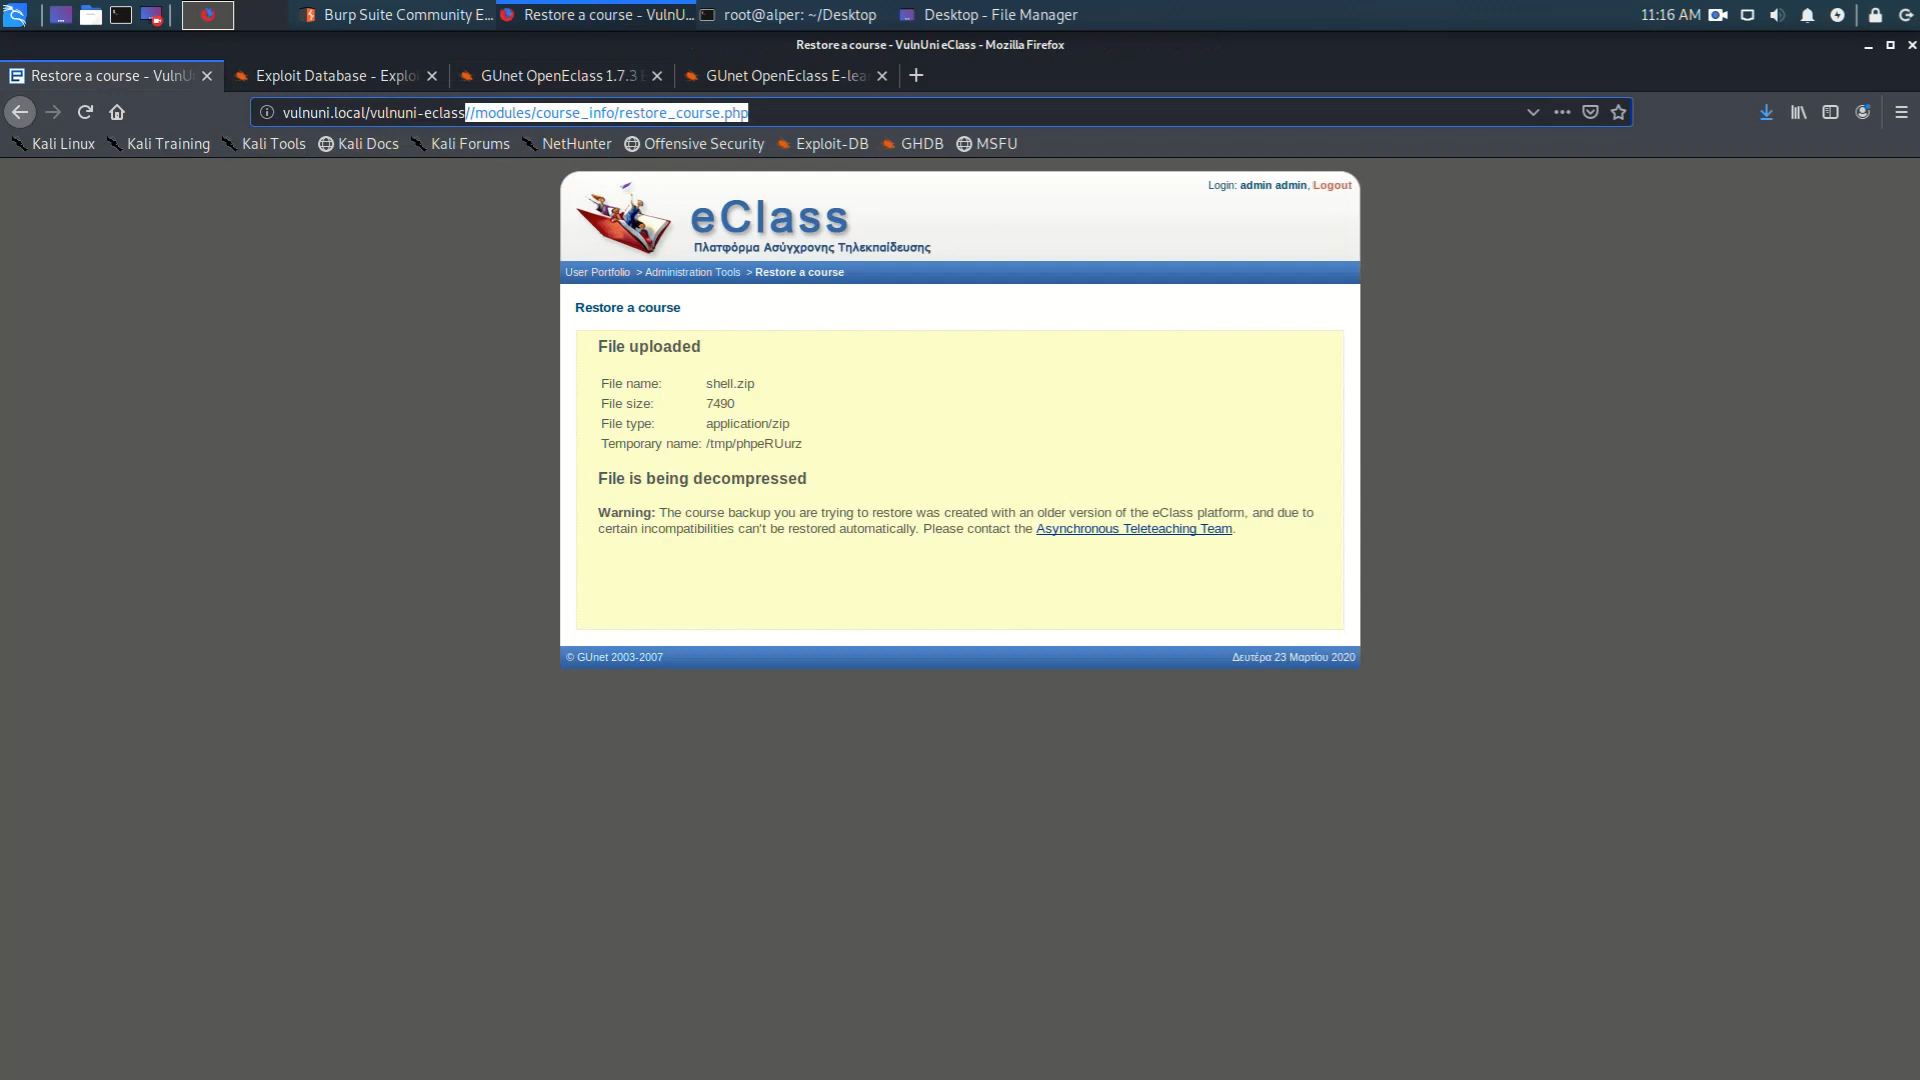 Burp Suite Community E...
Restore a course - VulnU...
root@alper: ~/Desktop
Desktop - File Manager
11:16 AM
Restore a course - VulnUni eClass - Mozilla Firefox
Restore a course - VulnU
Exploit Database - Explo
GUnet OpenEclass 1.7.3
GUnet OpenEclass E-lea
vulnuni.local/vulnuni-eclass//modules/course_info/restore_course.php
Kali Linux
Kali Training
Kali Tools
Kali Docs
Kali Forums
NetHunter
Offensive Security
Exploit-DB
GHDB
MSFU
Login: admin admin, Logout
eClass
Πλατφόρμα Ασύγχρονης Τηλεκπαίδευσης
User Portfolio > Administration Tools > Restore a course
Restore a course
File uploaded
File name: shell.zip
File size: 7490
File type: application/zip
Temporary name: /tmp/phpeRUurz
File is being decompressed
Warning: The course backup you are trying to restore was created with an older version of the eClass platform, and due to
certain incompatibilities can't be restored automatically. Please contact the Asynchronous Teleteaching Team.
© GUnet 2003-2007
Δευτέρα 23 Μαρτίου 2020